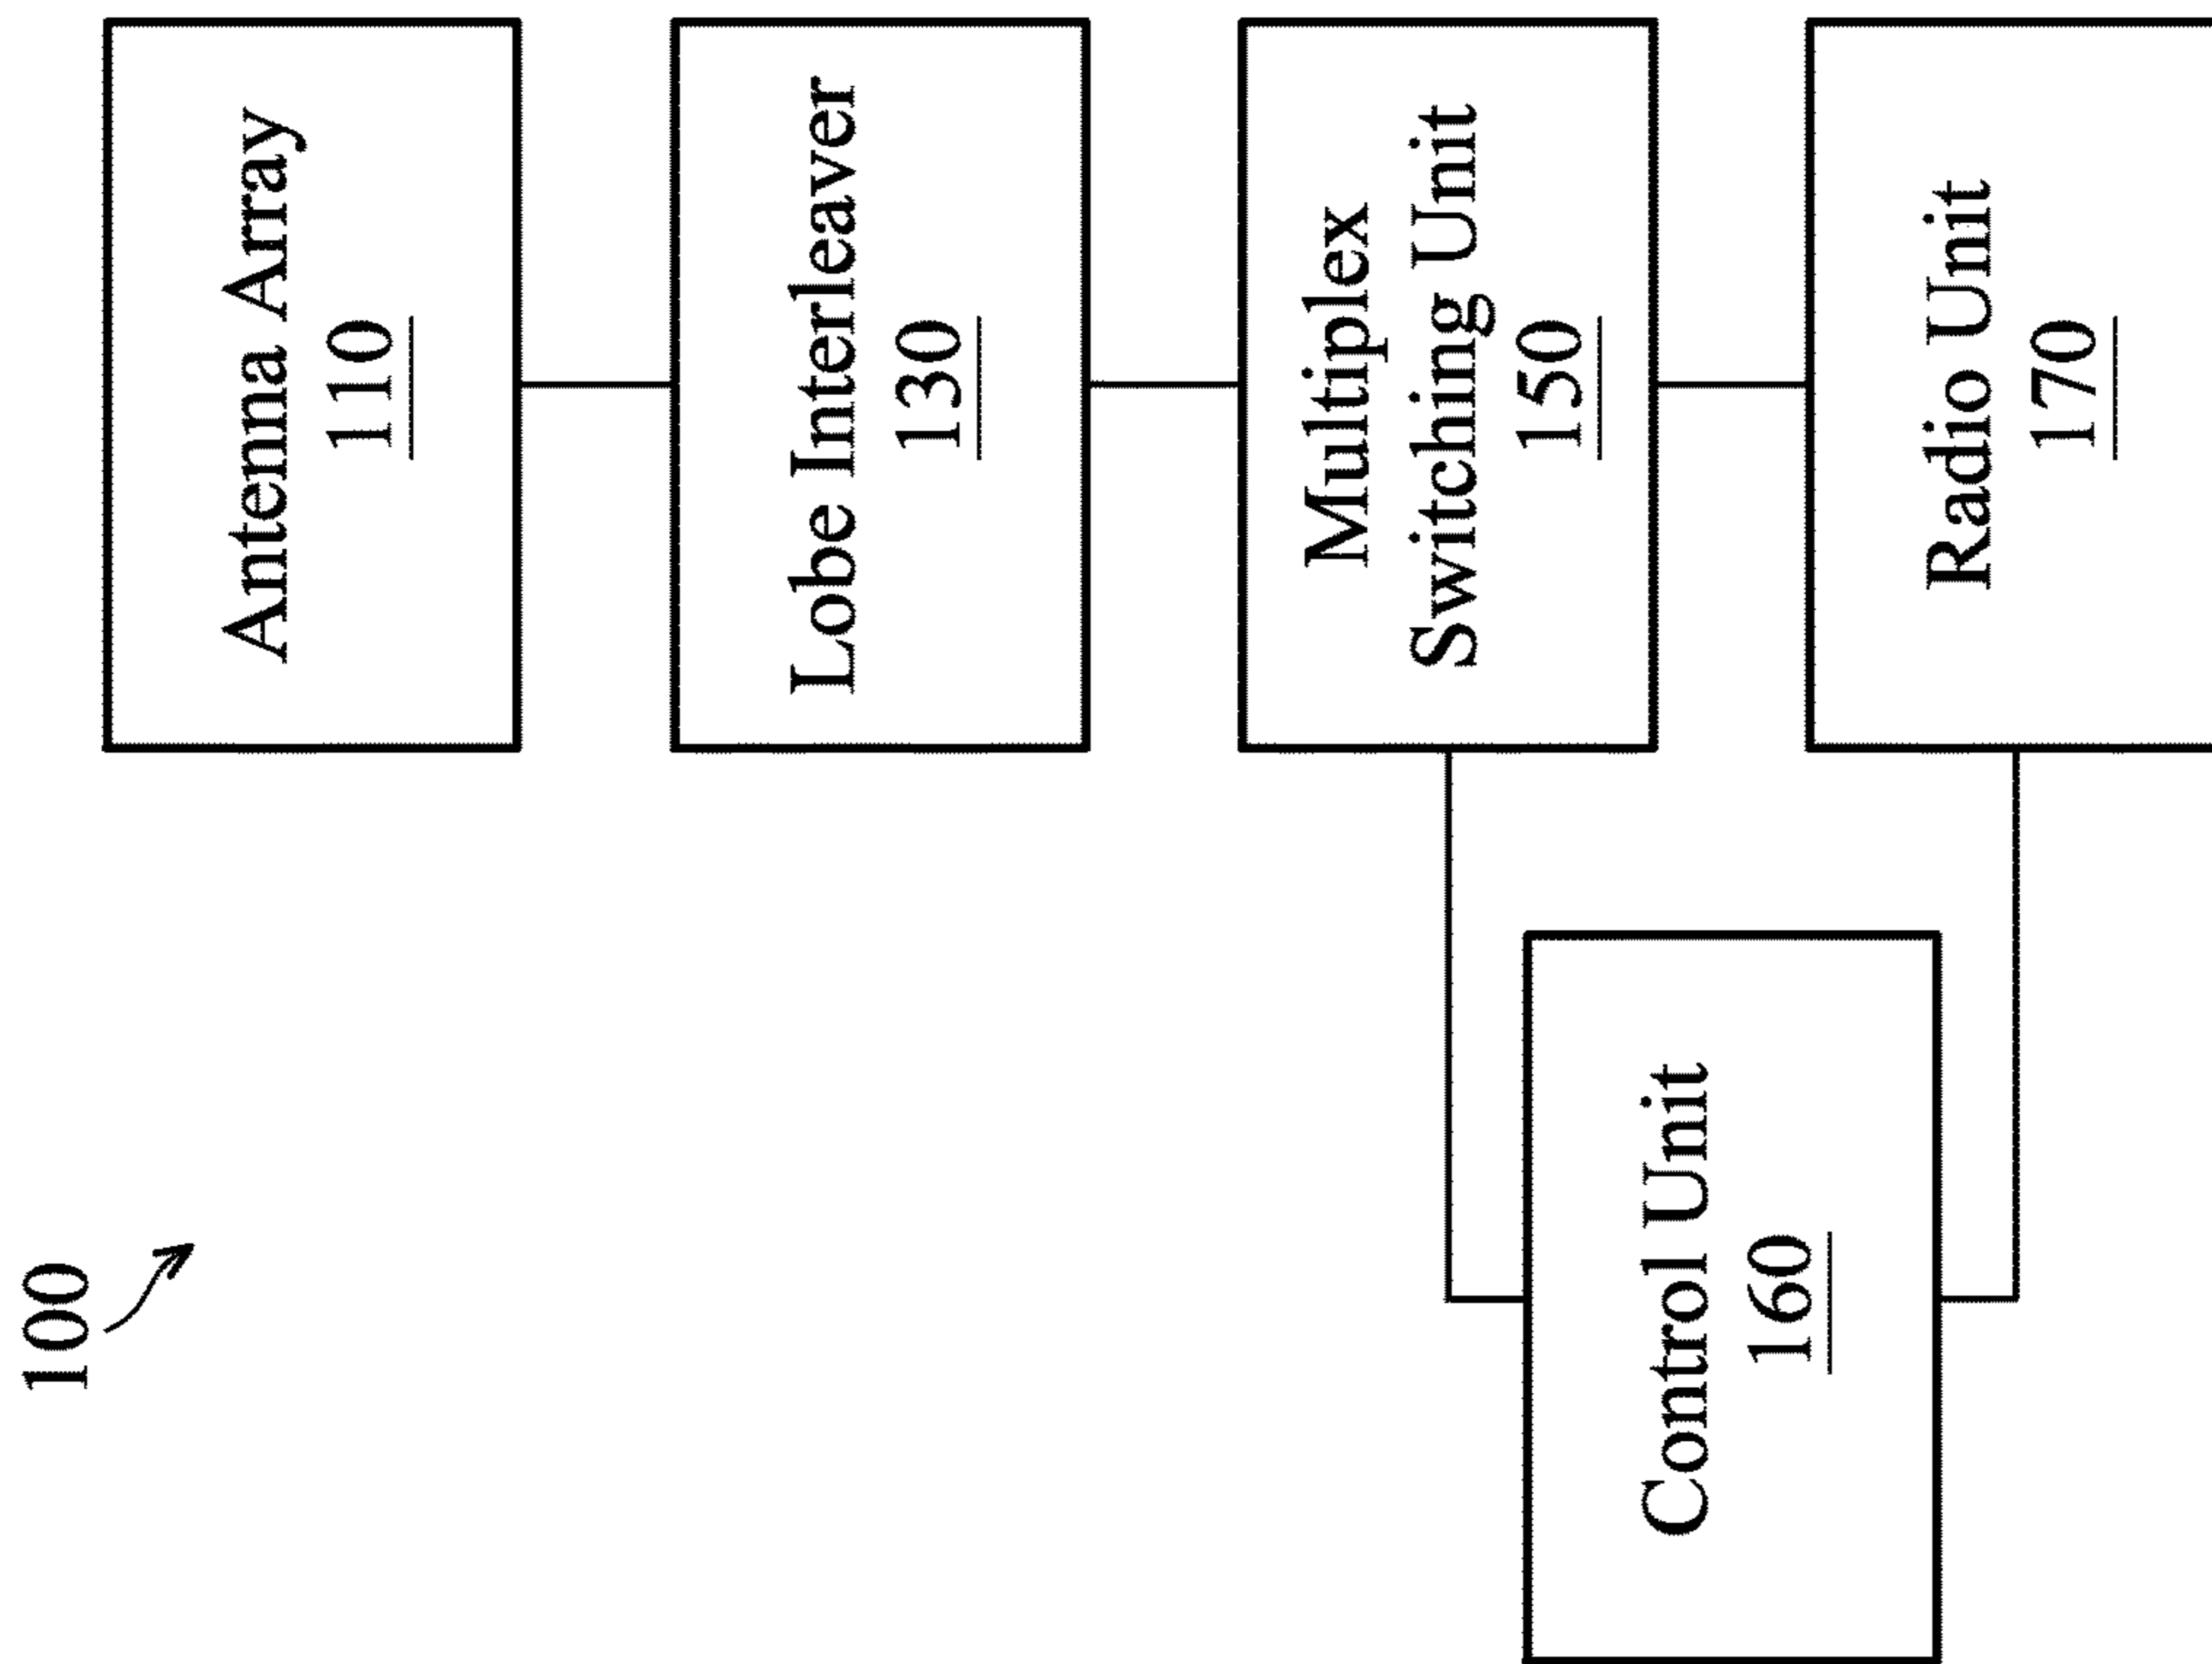 100
Antenna Array
110
Lobe Interleaver
130
Multiplex
Switching Unit
150
Control Unit
160
Radio Unit
170